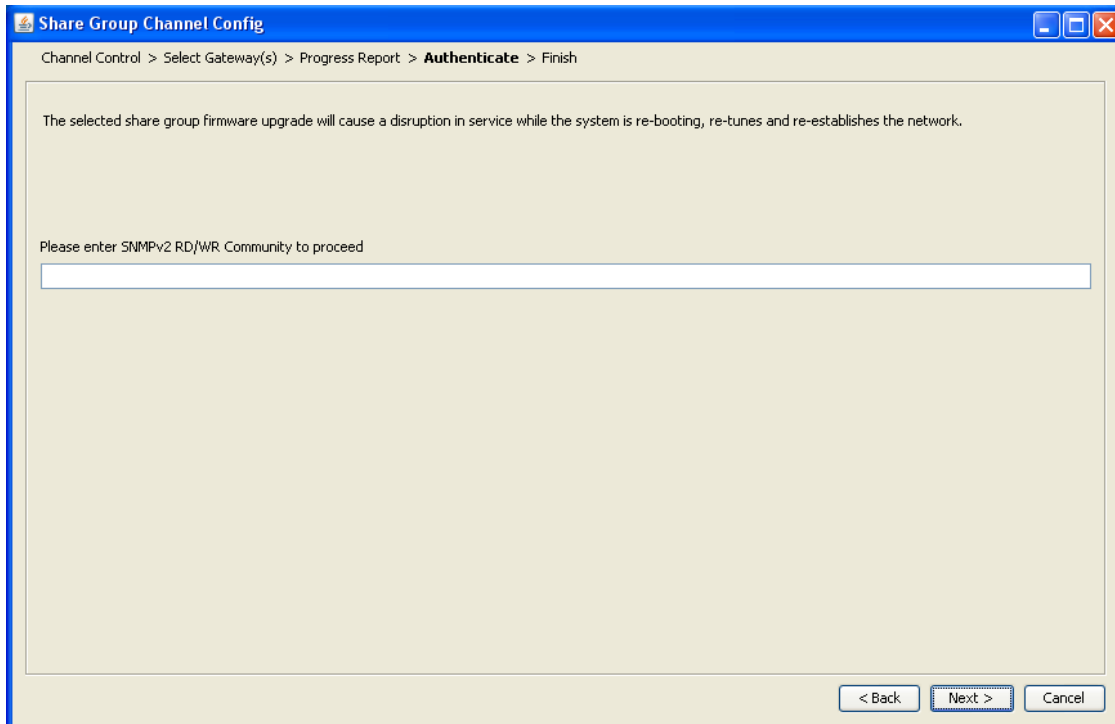 Share Group Channel Config
Channel Control > Select Gateway(s) > Progress Report > Authenticate > Finish
The selected share group firmware upgrade will cause a disruption in service while the system is re-booting, re-tunes and re-establishes the network.
Please enter SNMPv2 RD/WR Community to proceed
< Back Next > Cancel